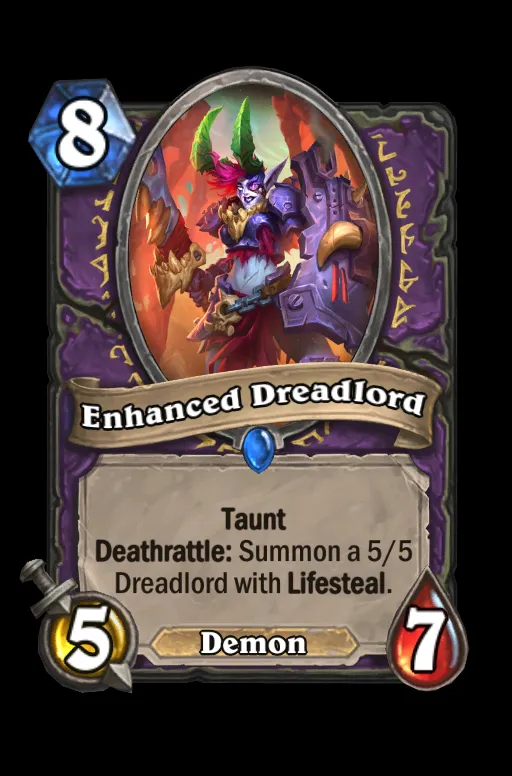 8
Enhanced Dreadlord
Taunt
Deathrattle: Summon a 5/5
Dreadlord with Lifesteal.
5
Demon
7